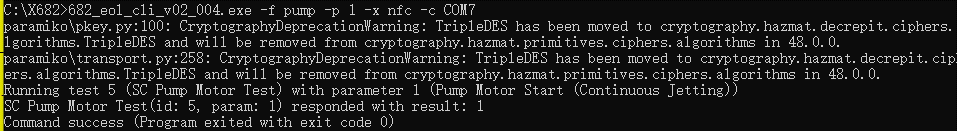 C:\X682>682_eol_cli_v02_004.exe -f pump -p 1 -x nfc -c COM7
paramiko\pkey.py:100: CryptographyDeprecationWarning: TripleDES has been moved to cryptography.hazmat.decrepit.ciphers.
lgorithms.TripleDES and will be removed from cryptography.hazmat.primitives.ciphers.algorithms in 48.0.0.
paramiko\transport.py:258: CryptographyDeprecationWarning: TripleDES has been moved to cryptography.hazmat.decrepit.cip
ers.algorithms.TripleDES and will be removed from cryptography.hazmat.primitives.ciphers.algorithms in 48.0.0.
Running test 5 (SC Pump Motor Test) with parameter 1 (Pump Motor Start (Continuous Jetting))
SC Pump Motor Test(id: 5, param: 1) responded with result: 1
Command success (Program exited with exit code 0)